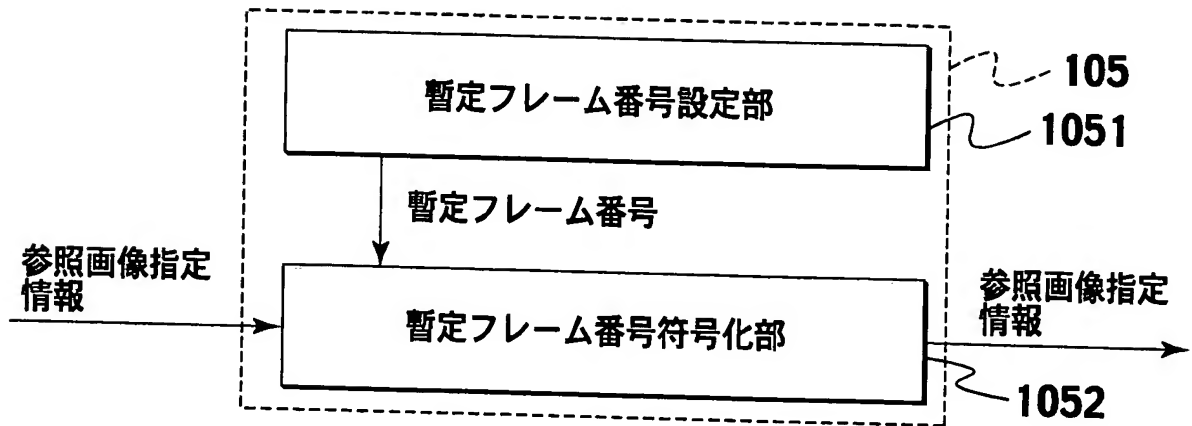 暫定フレーム番号設定部
105
1051
暫定フレーム番号
参照画像指定
情報
暫定フレーム番号符号化部
参照画像指定
情報
1052